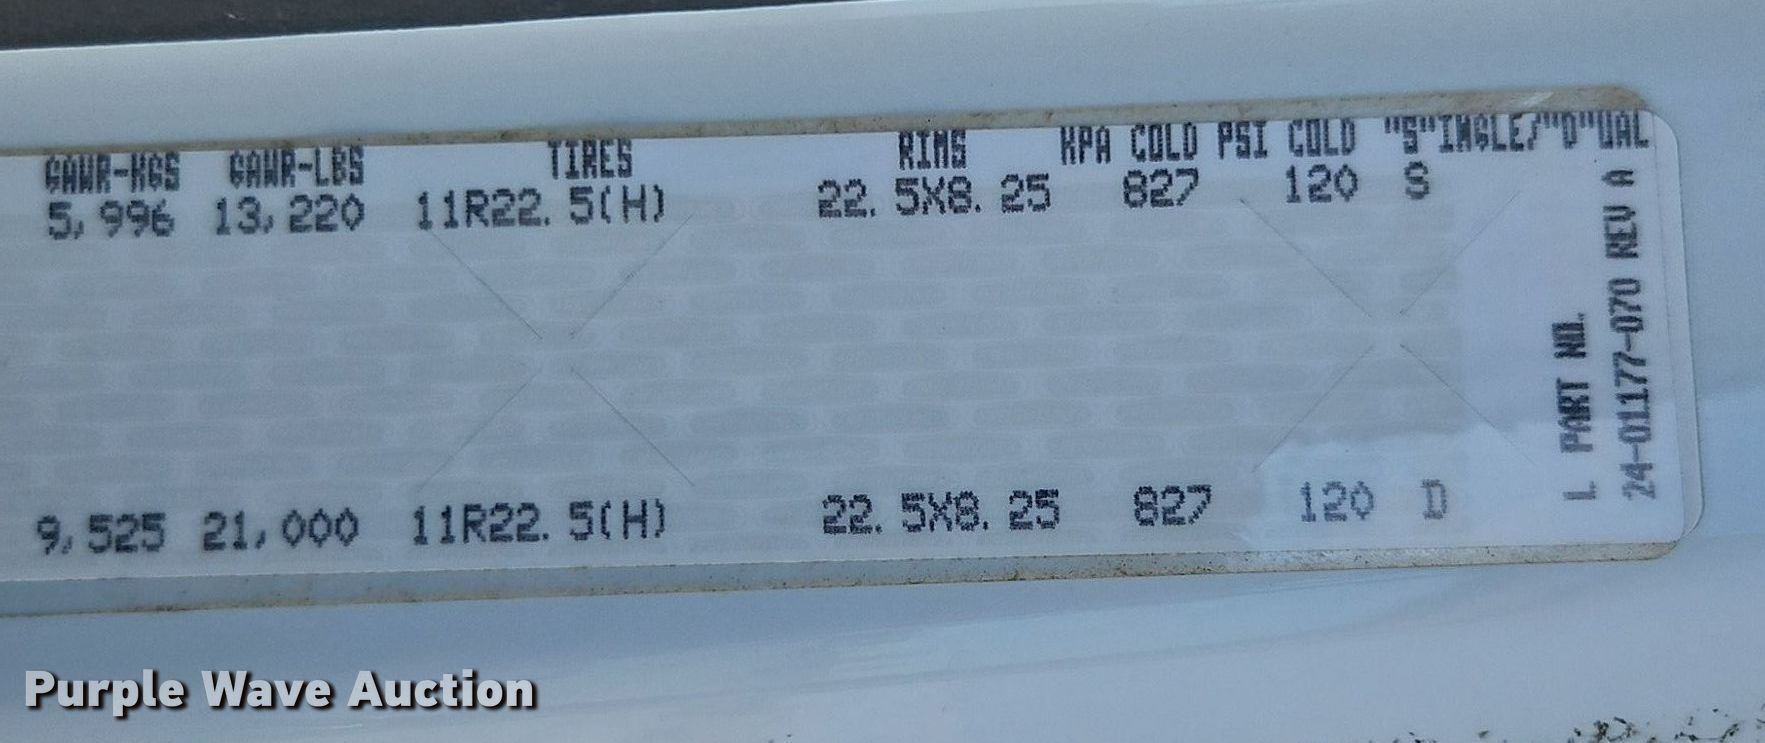 GAWR-KGS GAWR-LBS TIRES RIMS KPA COLD PSI COLD "S"INGLE/"D"UAL
5,996 13,220 11R22.5(H) 22.5X8.25 827 120 S
9,525 21,000 11R22.5(H) 22.5X8.25 827 120 D
L PART NO.
24-01177-070 REV A
Purple Wave Auction